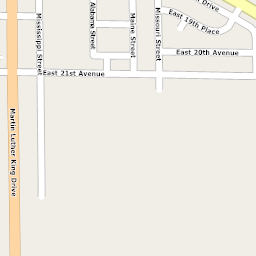 Mississippi Street
Alabama Street
Maine Street
Missouri Street
Drive
East 19th Place
East 20th Avenue
East 21st Avenue
Martin Luther King Drive